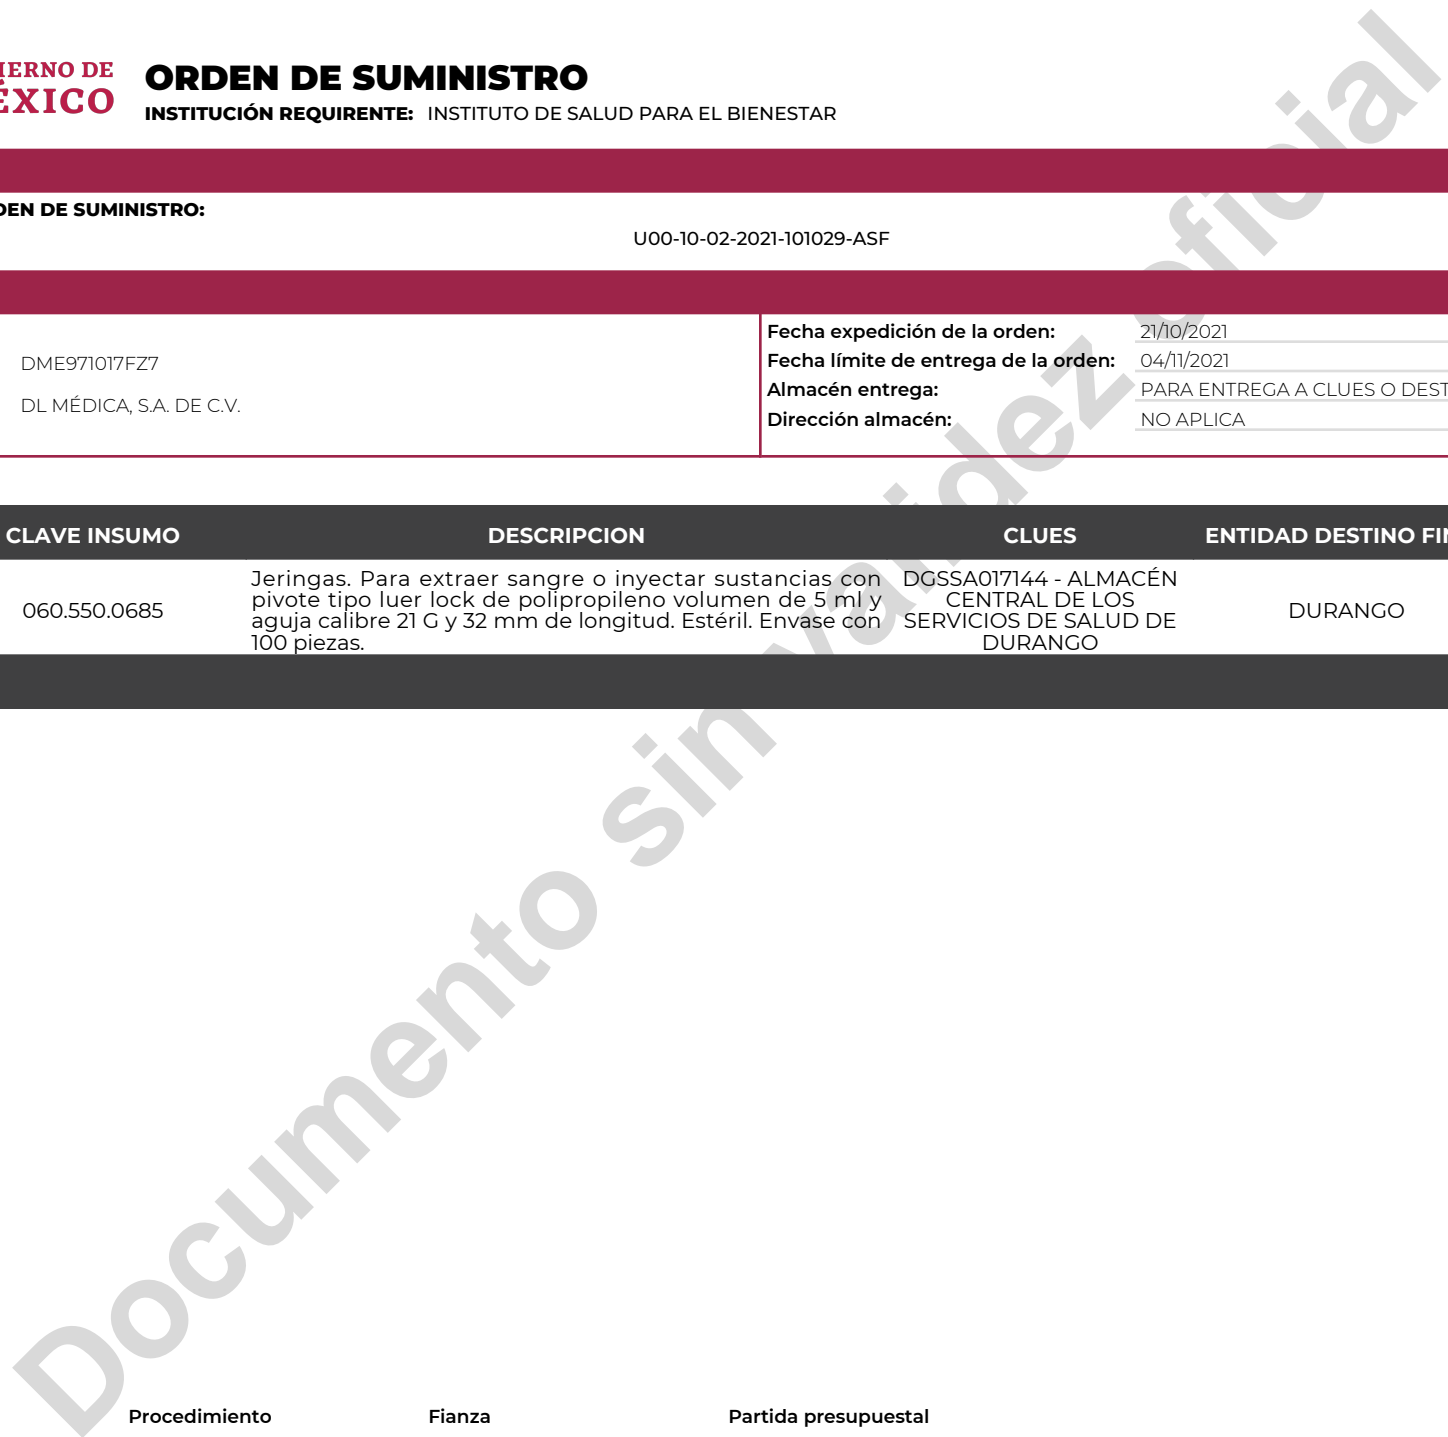 IERNO DE
ÉXICO
ORDEN DE SUMINISTRO
INSTITUCIÓN REQUIRENTE: INSTITUTO DE SALUD PARA EL BIENESTAR
DEN DE SUMINISTRO:
U00-10-02-2021-101029-ASF
DME971017FZ7
DL MÉDICA, S.A. DE C.V.
Fecha expedición de la orden: 21/10/2021
Fecha límite de entrega de la orden: 04/11/2021
Almacén entrega: PARA ENTREGA A CLUES O DEST
Dirección almacén: NO APLICA
CLAVE INSUMO DESCRIPCION CLUES ENTIDAD DESTINO FIN
060.550.0685
Jeringas. Para extraer sangre o inyectar sustancias con
pivote tipo luer lock de polipropileno volumen de 5 ml y
aguja calibre 21 G y 32 mm de longitud. Estéril. Envase con
100 piezas.
DGSSA017144 - ALMACÉN
CENTRAL DE LOS
SERVICIOS DE SALUD DE
DURANGO
DURANGO
Documento sin validez oficial
Procedimiento Fianza Partida presupuestal